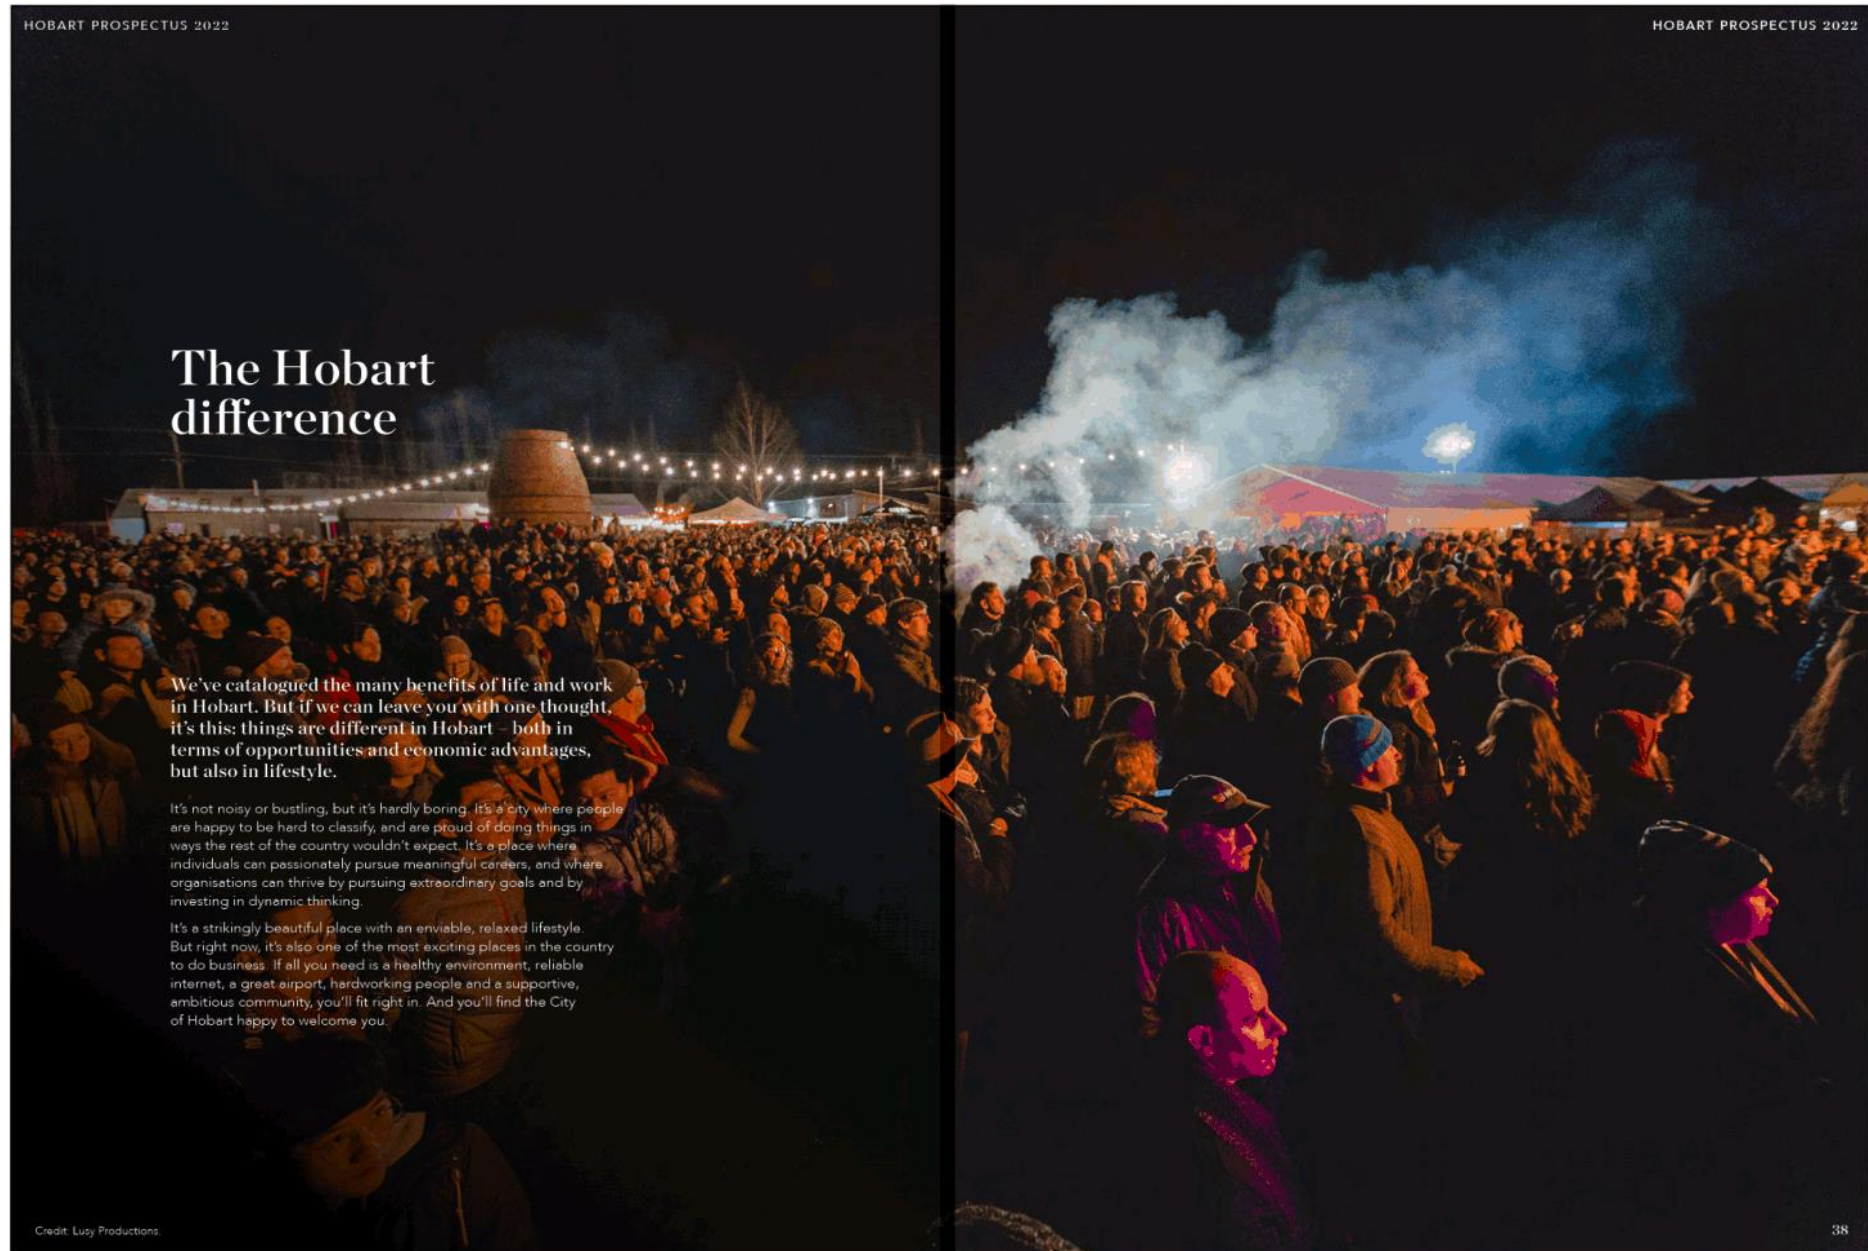 HOBART PROSPECTUS 2022
HOBART PROSPECTUS 2022
The Hobart
difference
We've catalogued the many benefits of life and work
in Hobart. But if we can leave you with one thought,
it's this: things are different in Hobart – both in
terms of opportunities and economic advantages,
but also in lifestyle.
It's not noisy or bustling, but it's hardly boring. It's a city where people
are happy to be hard to classify, and are proud of doing things in
ways the rest of the country wouldn't expect. It's a place where
individuals can passionately pursue meaningful careers, and where
organisations can thrive by pursuing extraordinary goals and by
investing in dynamic thinking.
It's a strikingly beautiful place with an enviable, relaxed lifestyle.
But right now, it's also one of the most exciting places in the country
to do business. If all you need is a healthy environment, reliable
internet, a great airport, hardworking people and a supportive,
ambitious community, you'll fit right in. And you'll find the City
of Hobart happy to welcome you.
Credit: Lusy Productions.
38